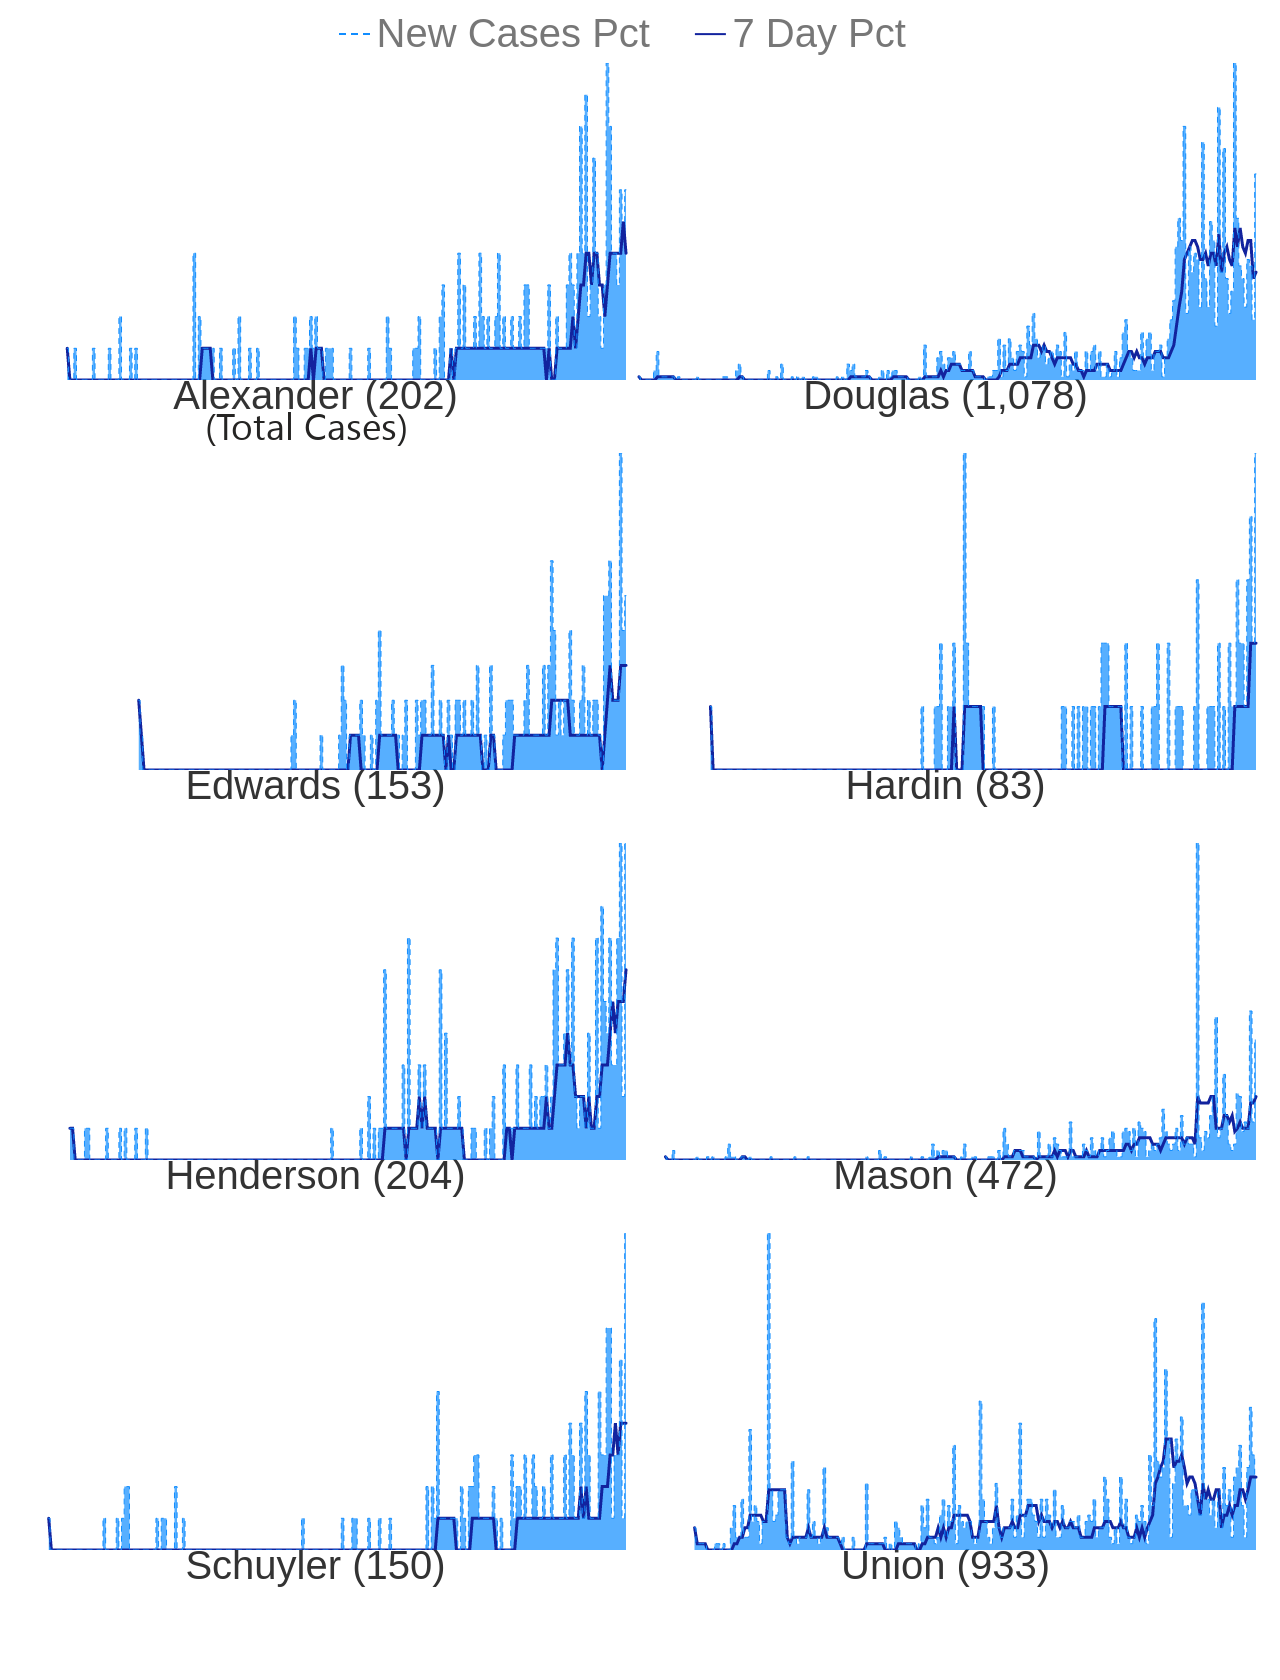 New Cases Pct 7 Day Pct
Alexander (202) Douglas (1,078)
(Total Cases)
Edwards (153) Hardin (83)
Henderson (204) Mason (472)
Schuyler (150) Union (933)